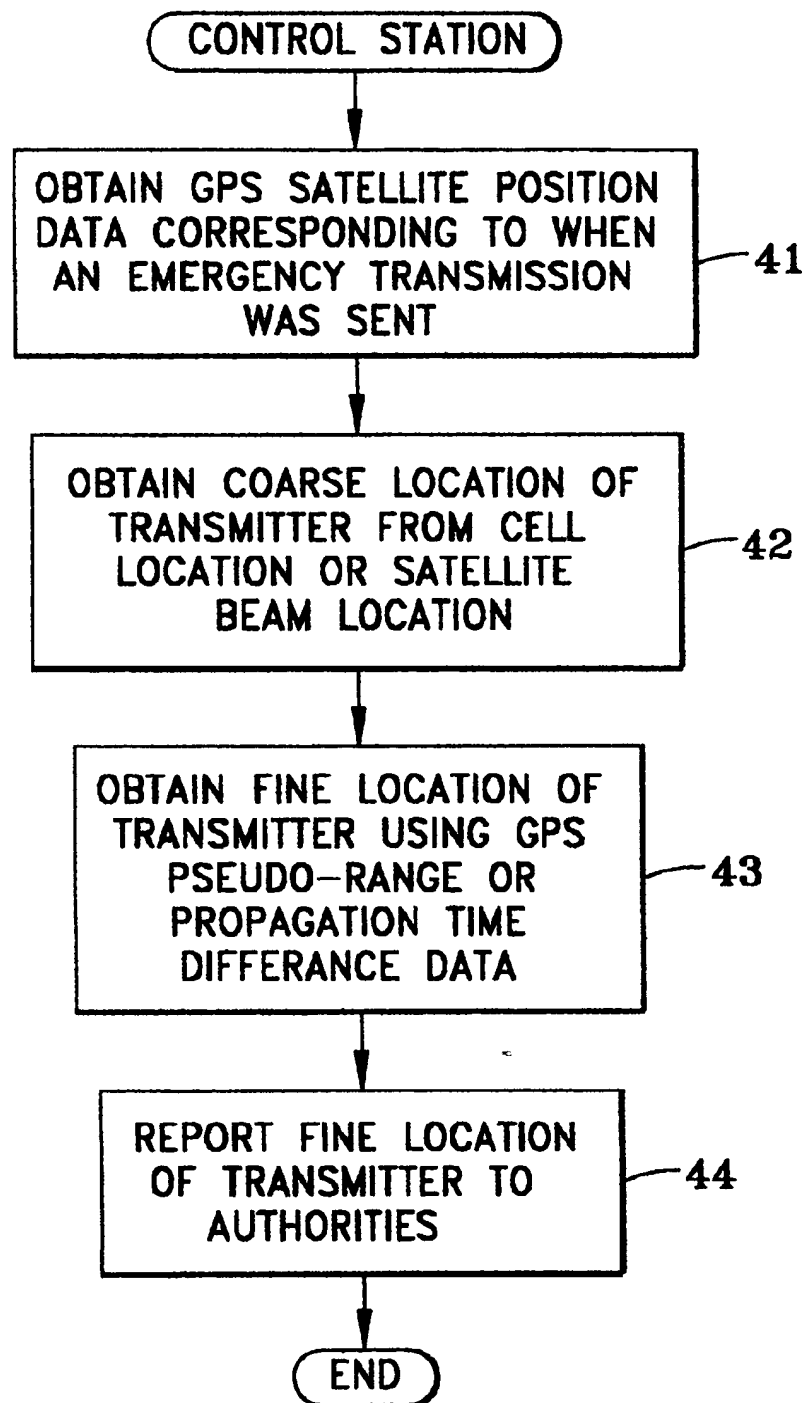 CONTROL STATION
OBTAIN GPS SATELLITE POSITION
DATA CORRESPONDING TO WHEN
AN EMERGENCY TRANSMISSION
WAS SENT
41
OBTAIN COARSE LOCATION OF
TRANSMITTER FROM CELL
LOCATION OR SATELLITE
BEAM LOCATION
42
OBTAIN FINE LOCATION OF
TRANSMITTER USING GPS
PSEUDO-RANGE OR
PROPAGATION TIME
DIFFERANCE DATA
43
REPORT FINE LOCATION
OF TRANSMITTER TO
AUTHORITIES
44
END